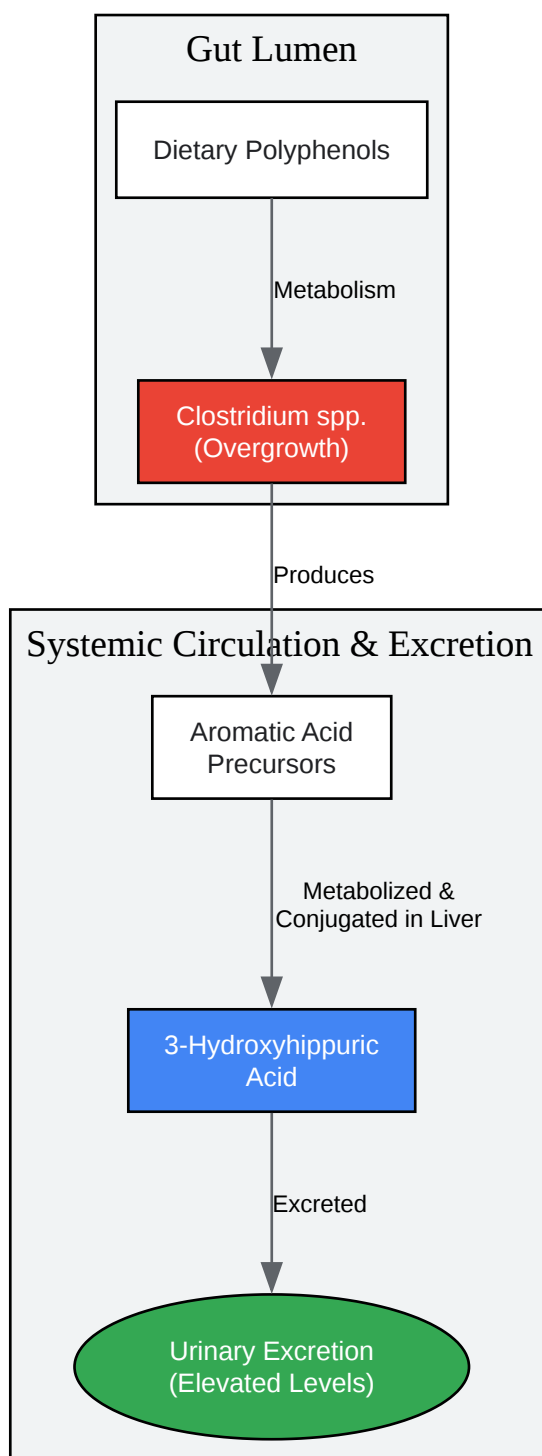 Gut Lumen
Dietary Polyphenols
Metabolism
Clostridium spp.
(Overgrowth)
Produces
Systemic Circulation & Excretion
Aromatic Acid
Precursors
Metabolized &
Conjugated in Liver
3-Hydroxyhippuric
Acid
Excreted
Urinary Excretion
(Elevated Levels)